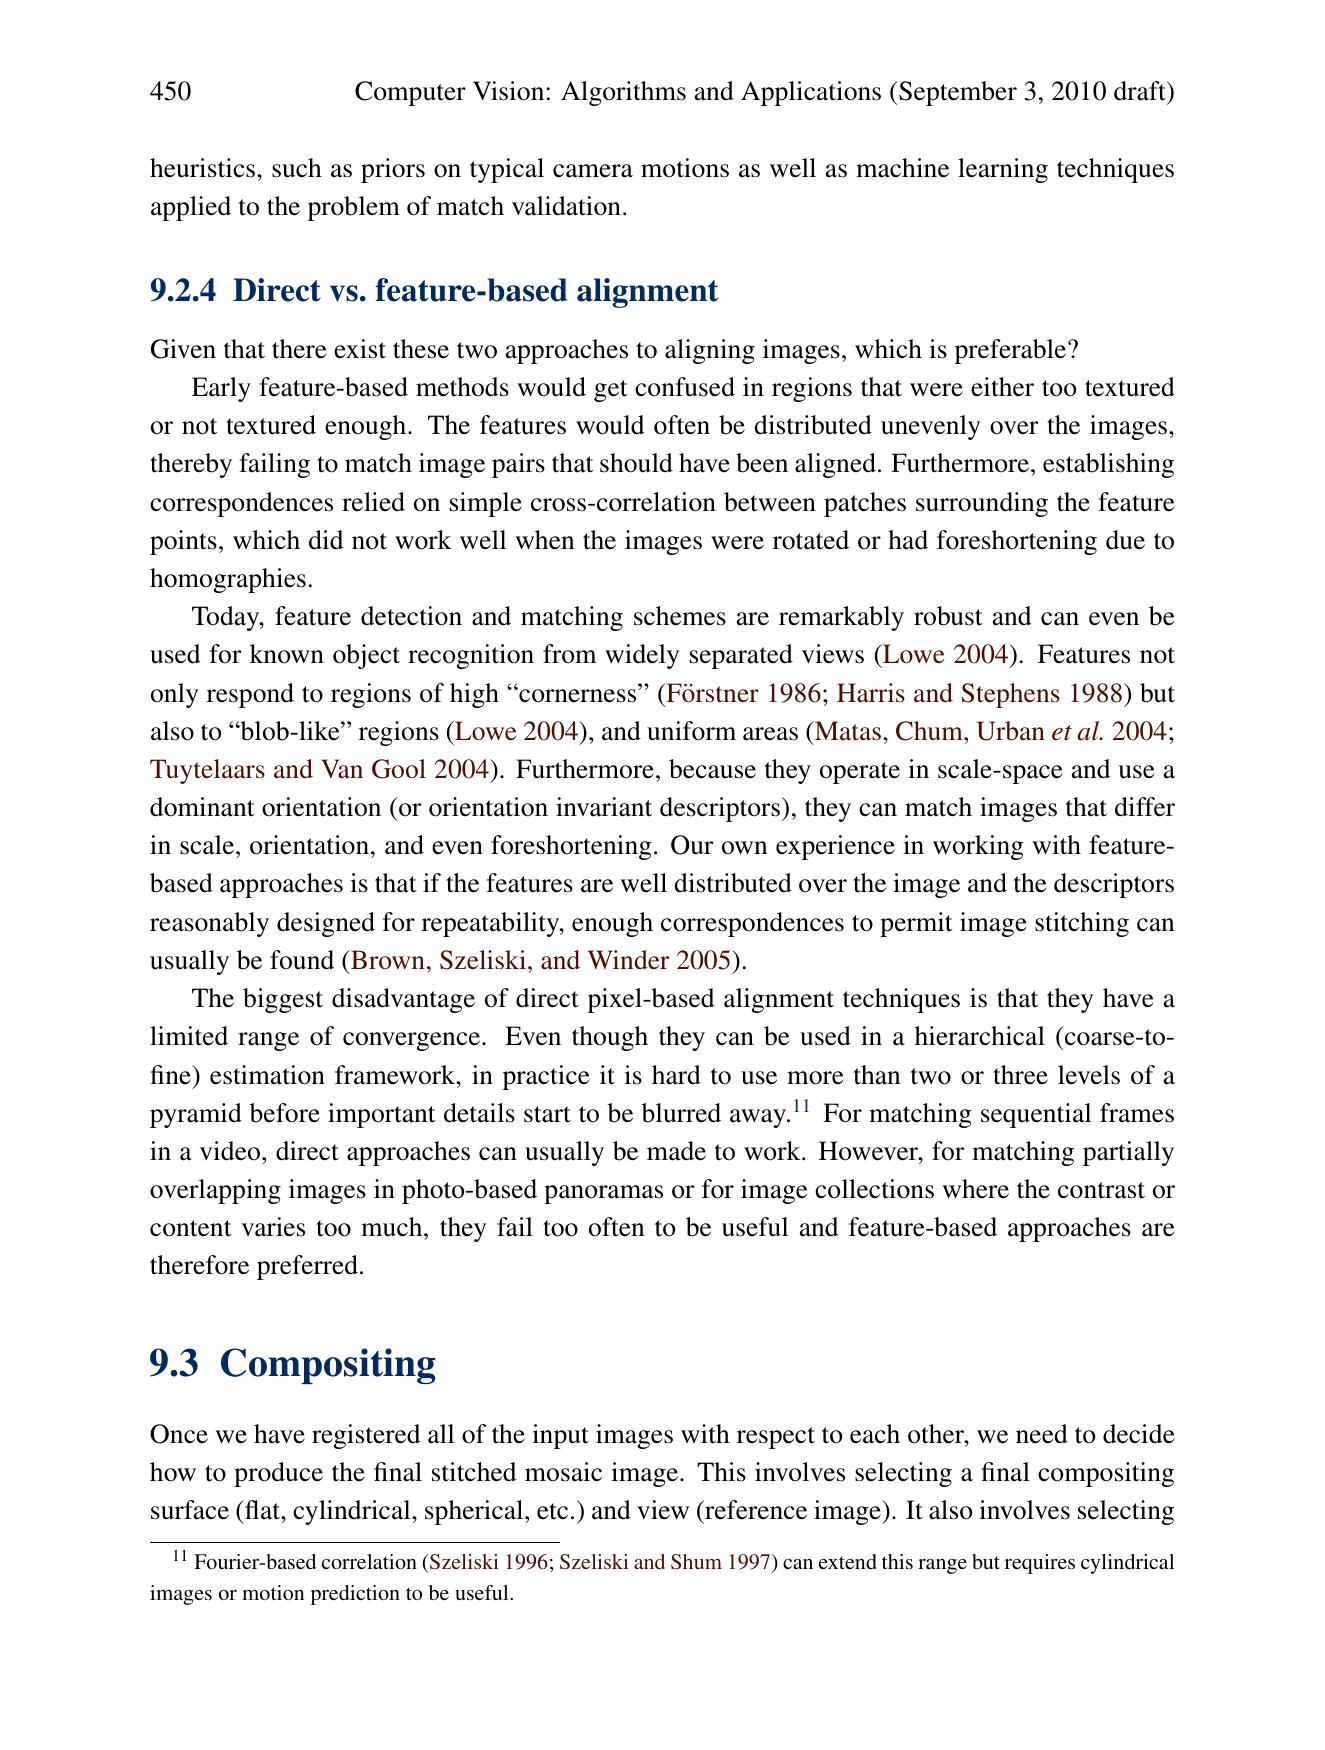 450 Computer Vision: Algorithms and Applications (September 3, 2010 draft)
heuristics, such as priors on typical camera motions as well as machine learning techniques
applied to the problem of match validation.
9.2.4 Direct vs. feature-based alignment
Given that there exist these two approaches to aligning images, which is preferable?
Early feature-based methods would get confused in regions that were either too textured
or not textured enough. The features would often be distributed unevenly over the images,
thereby failing to match image pairs that should have been aligned. Furthermore, establishing
correspondences relied on simple cross-correlation between patches surrounding the feature
points, which did not work well when the images were rotated or had foreshortening due to
homographies.
Today, feature detection and matching schemes are remarkably robust and can even be
used for known object recognition from widely separated views (Lowe 2004). Features not
only respond to regions of high “cornerness” (Förstner 1986; Harris and Stephens 1988) but
also to “blob-like” regions (Lowe 2004), and uniform areas (Matas, Chum, Urban et al. 2004;
Tuytelaars and Van Gool 2004). Furthermore, because they operate in scale-space and use a
dominant orientation (or orientation invariant descriptors), they can match images that differ
in scale, orientation, and even foreshortening. Our own experience in working with feature-
based approaches is that if the features are well distributed over the image and the descriptors
reasonably designed for repeatability, enough correspondences to permit image stitching can
usually be found (Brown, Szeliski, and Winder 2005).
The biggest disadvantage of direct pixel-based alignment techniques is that they have a
limited range of convergence. Even though they can be used in a hierarchical (coarse-to-
fine) estimation framework, in practice it is hard to use more than two or three levels of a
pyramid before important details start to be blurred away.11 For matching sequential frames
in a video, direct approaches can usually be made to work. However, for matching partially
overlapping images in photo-based panoramas or for image collections where the contrast or
content varies too much, they fail too often to be useful and feature-based approaches are
therefore preferred.
9.3 Compositing
Once we have registered all of the input images with respect to each other, we need to decide
how to produce the final stitched mosaic image. This involves selecting a final compositing
surface (flat, cylindrical, spherical, etc.) and view (reference image). It also involves selecting
11 Fourier-based correlation (Szeliski 1996; Szeliski and Shum 1997) can extend this range but requires cylindrical
images or motion prediction to be useful.